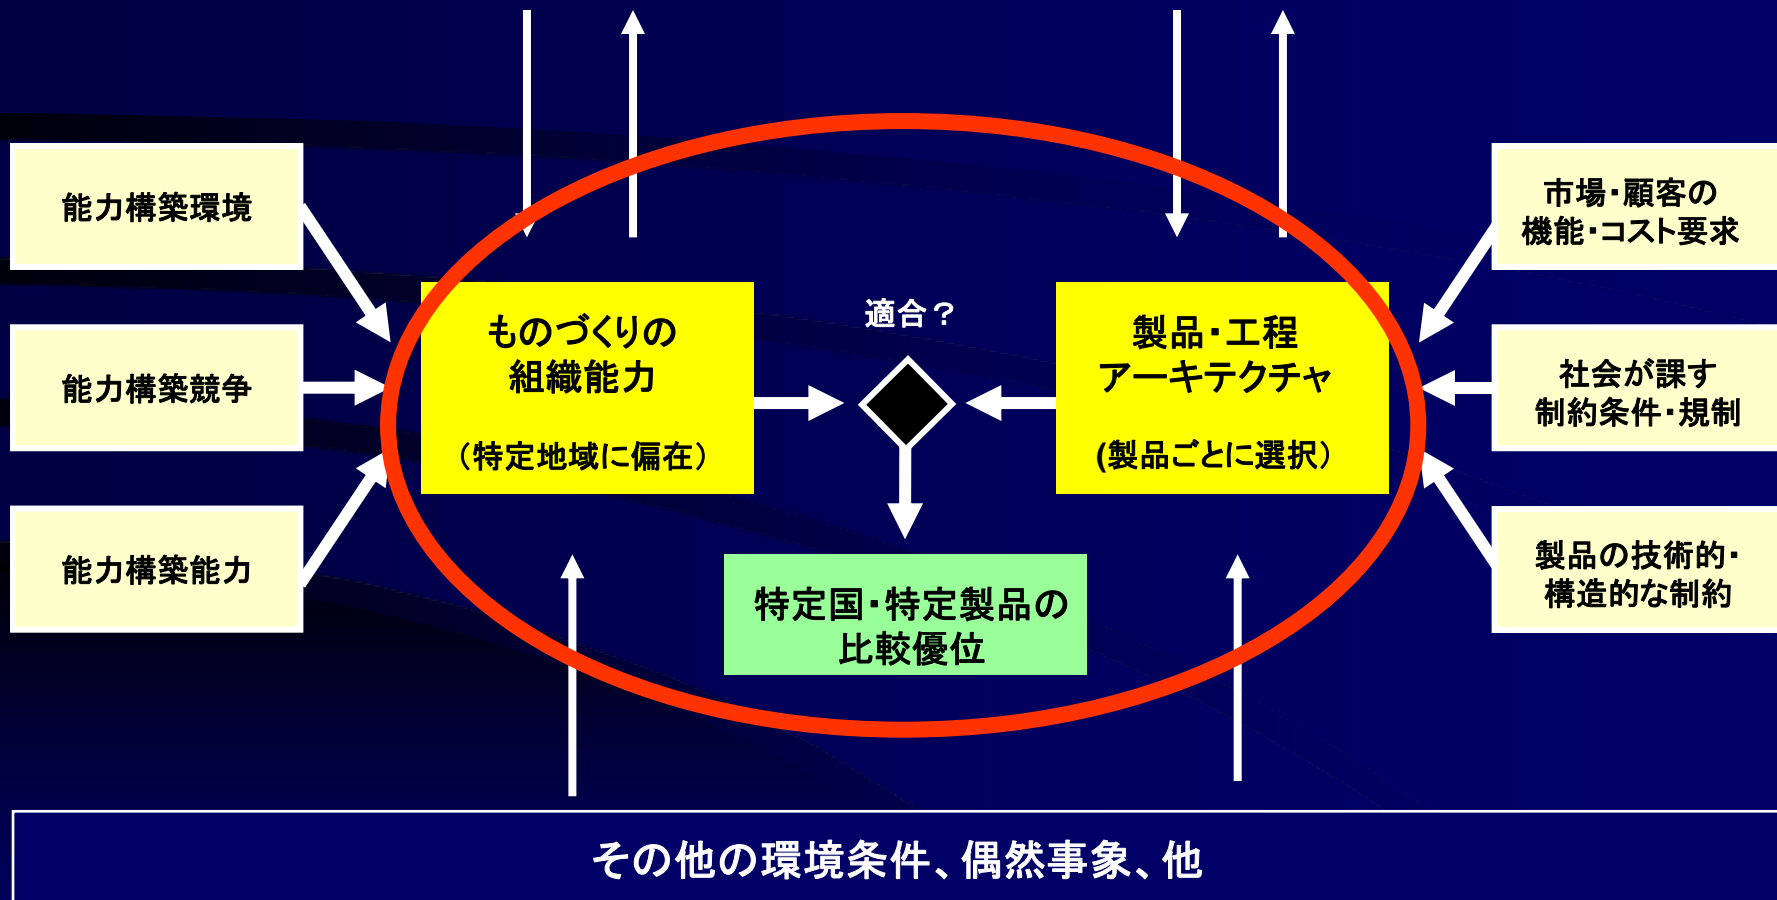 能力構築環境
能力構築競争
能力構築能力
ものづくりの
組織能力
（特定地域に偏在）
適合？
製品・工程
アーキテクチャ
(製品ごとに選択）
特定国・特定製品の
比較優位
市場・顧客の
機能・コスト要求
社会が課す
制約条件・規制
製品の技術的・
構造的な制約
その他の環境条件、偶然事象、他